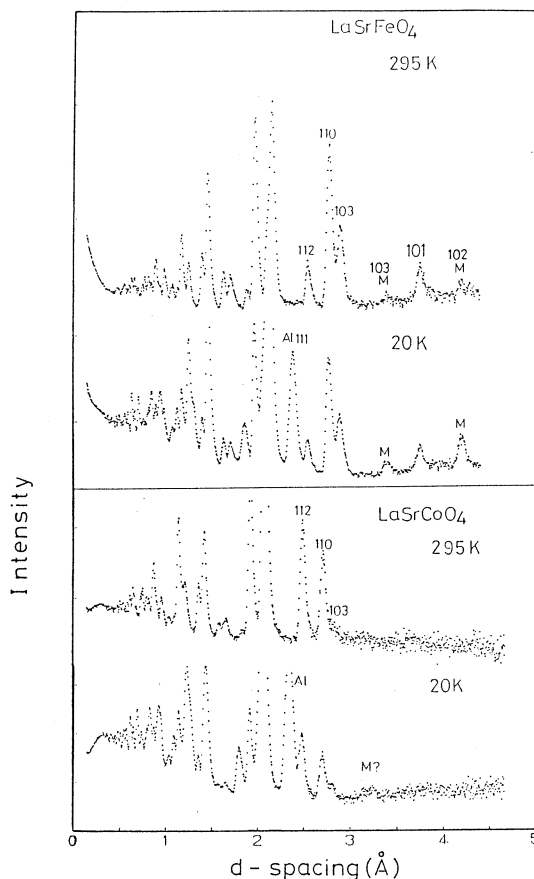 LaSrFeO₄
295 K
110
103
112
103
M
101
102
M
Al 111
20K
M
M
Intensity
112
LaSrCoO₄
110
295 K
103
Al
20K
M?
0 1 2 3 4 5
d - spacing (Å)